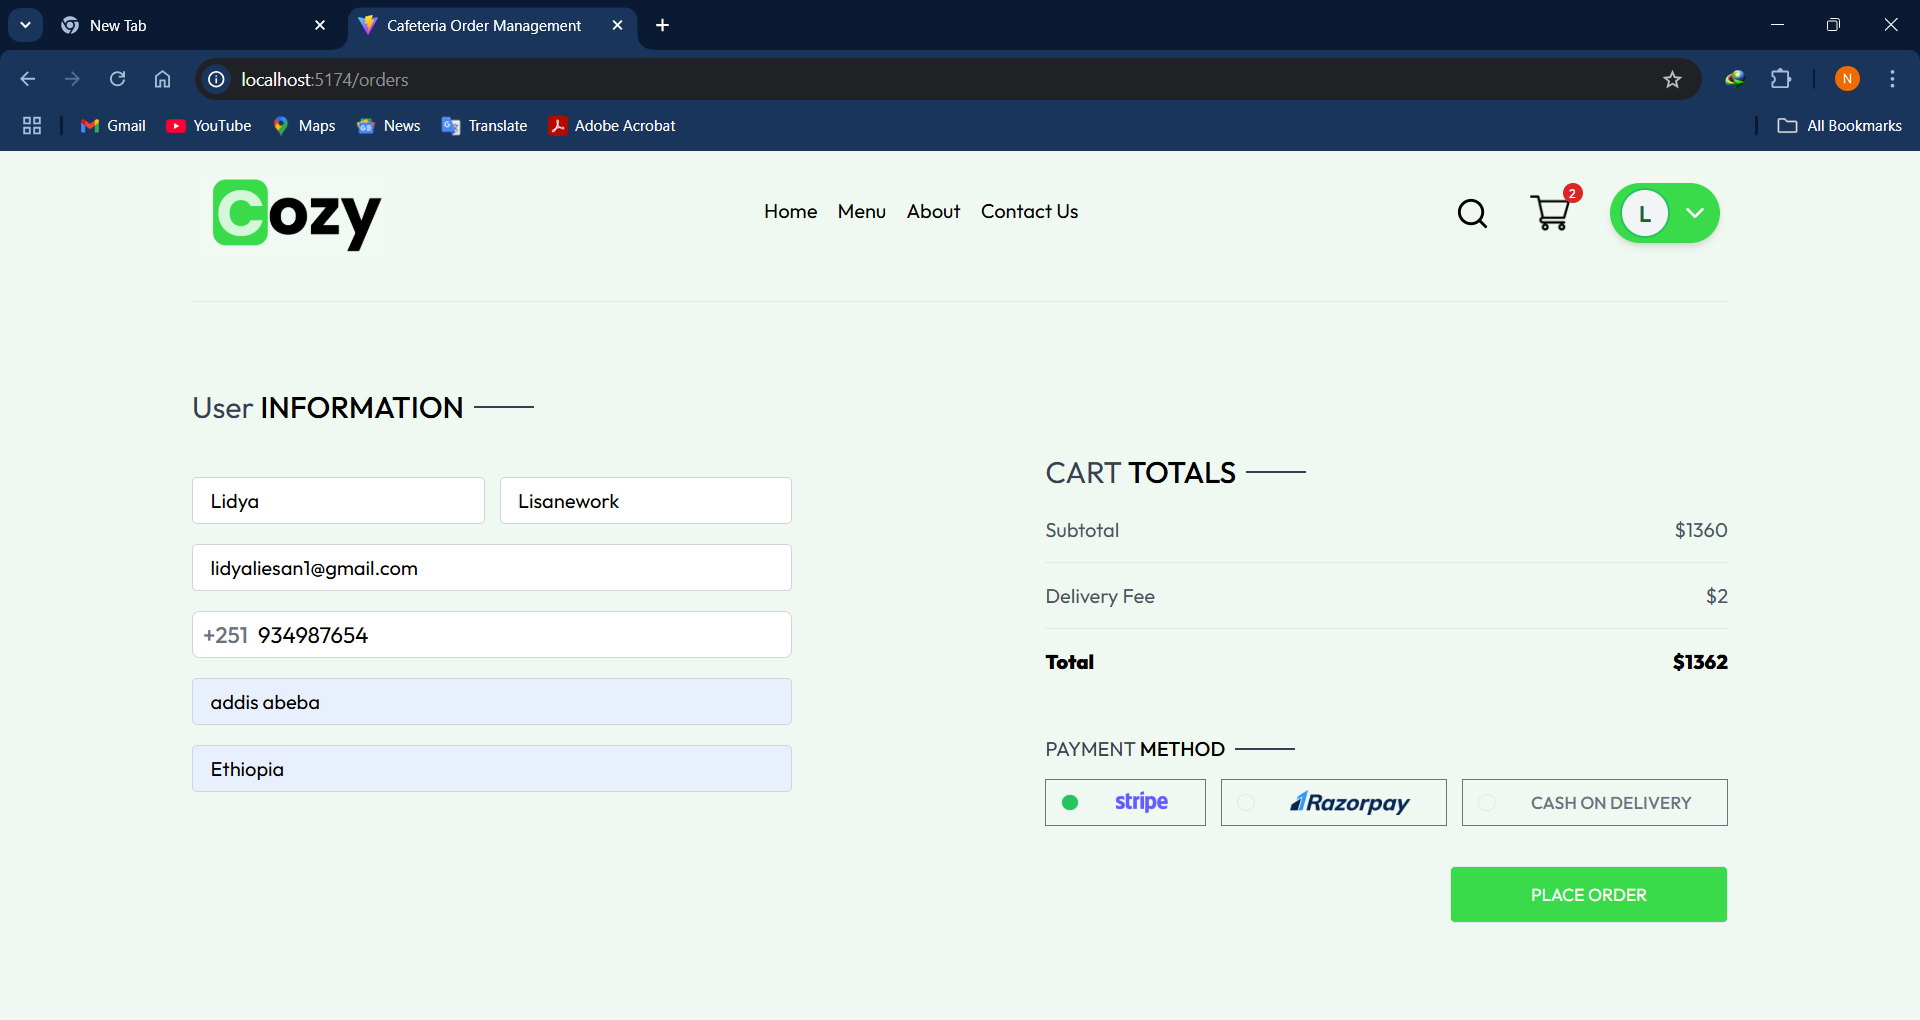 New Tab
Cafeteria Order Management
localhost:5174/orders
N
Gmail
YouTube
Maps
News
Translate
Adobe Acrobat
All Bookmarks
Cozy
Home
Menu
About
Contact Us
2
L
User INFORMATION
Lidya
Lisanework
lidyaliesan1@gmail.com
+251 934987654
addis abeba
Ethiopia
CART TOTALS
Subtotal
$1360
Delivery Fee
$2
Total
$1362
PAYMENT METHOD
stripe
Razorpay
CASH ON DELIVERY
PLACE ORDER